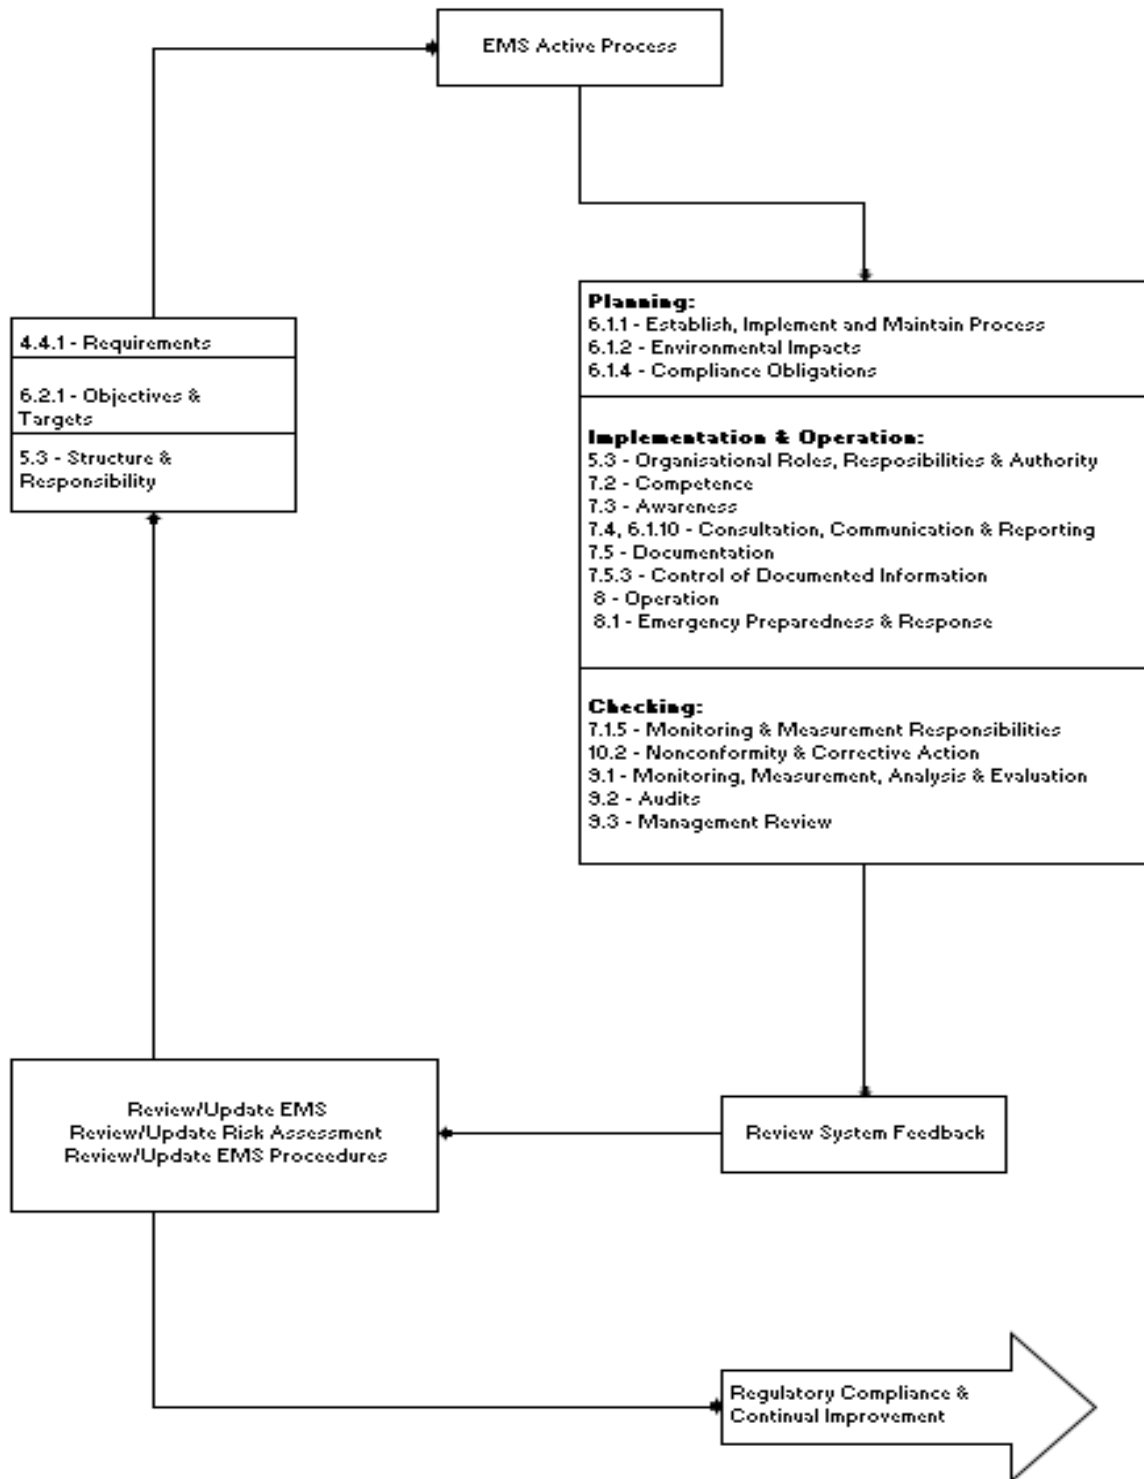 EMS Active Process
Planning:
6.1.1 - Establish, Implement and Maintain Process
6.1.2 - Environmental Impacts
6.1.4 - Compliance Obligations
Implementation & Operation:
5.3 - Organisational Roles, Resposibilities & Authority
7.2 - Competence
7.3 - Awareness
7.4, 6.1.10 - Consultation, Communication & Reporting
7.5 - Documentation
7.5.3 - Control of Documented Information
8 - Operation
8.1 - Emergency Preparedness & Response
Checking:
7.1.5 - Monitoring & Measurement Responsibilities
10.2 - Nonconformity & Corrective Action
9.1 - Monitoring, Measurement, Analysis & Evaluation
9.2 - Audits
9.3 - Management Review
4.4.1 - Requirements
6.2.1 - Objectives &
Targets
5.3 - Structure &
Responsibility
Review System Feedback
Review/Update EMS
Review/Update Risk Assessment
Review/Update EMS Proceedures
Regulatory Compliance &
Continual Improvement